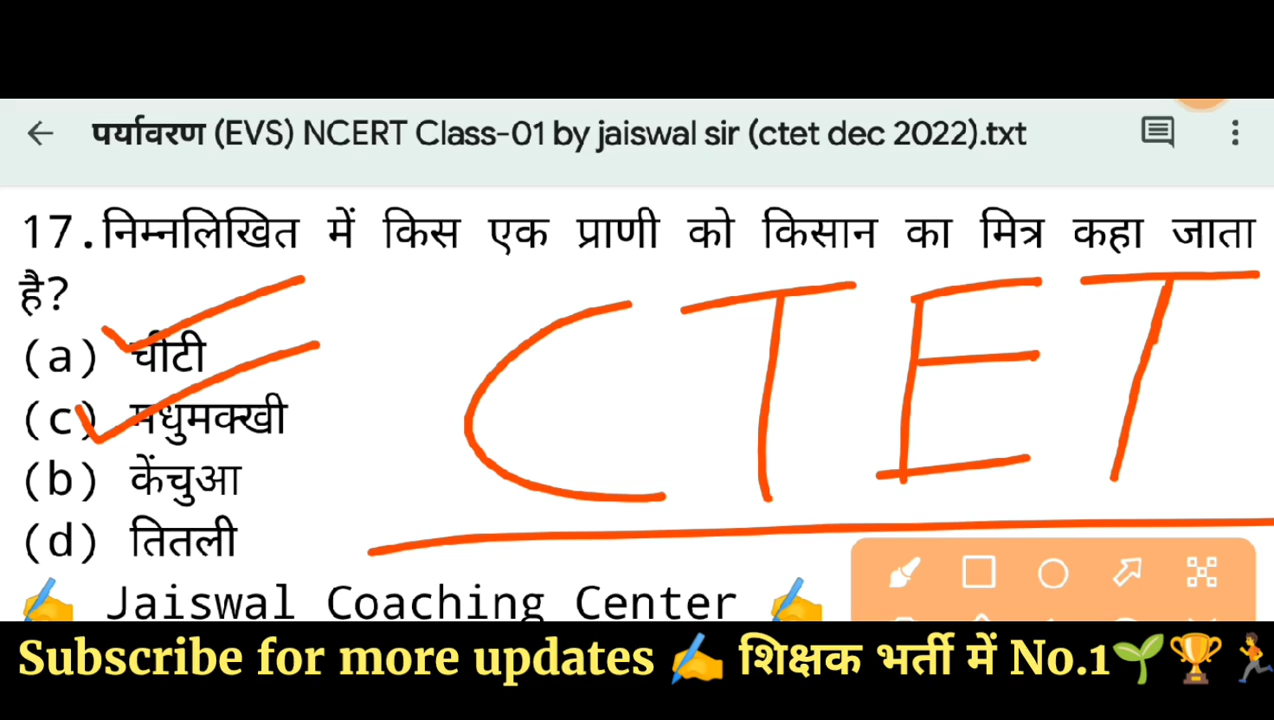 पर्यावरण (EVS) NCERT Class-01 by jaiswal sir (ctet dec 2022).txt
17.निम्नलिखित में किस एक प्राणी को किसान का मित्र कहा जाता
है?
(a) चींटी
(c) मधुमक्खी
(b) केंचुआ
(d) तितली
CTET
✍ Jaiswal Coaching Center ✍
Subscribe for more updates ✍ शिक्षक भर्ती में No.1🌱🏆🏃